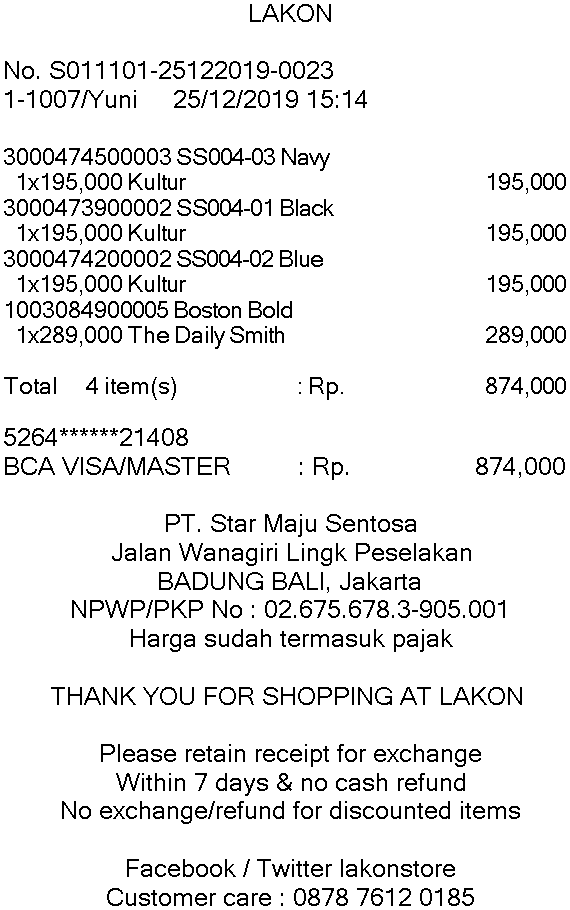 LAKON
No. S011101-25122019-0023
1-1007/Yuni 25/12/2019 15:14
3000474500003 SS004-03 Navy
1x195,000 Kultur 195,000
3000473900002 SS004-01 Black
1x195,000 Kultur 195,000
3000474200002 SS004-02 Blue
1x195,000 Kultur 195,000
1003084900005 Boston Bold
1x289,000 The Daily Smith 289,000
Total 4 item(s) : Rp. 874,000
5264******21408
BCA VISA/MASTER : Rp. 874,000
PT. Star Maju Sentosa
Jalan Wanagiri Lingk Peselakan
BADUNG BALI, Jakarta
NPWP/PKP No : 02.675.678.3-905.001
Harga sudah termasuk pajak
THANK YOU FOR SHOPPING AT LAKON
Please retain receipt for exchange
Within 7 days & no cash refund
No exchange/refund for discounted items
Facebook / Twitter lakonstore
Customer care : 0878 7612 0185